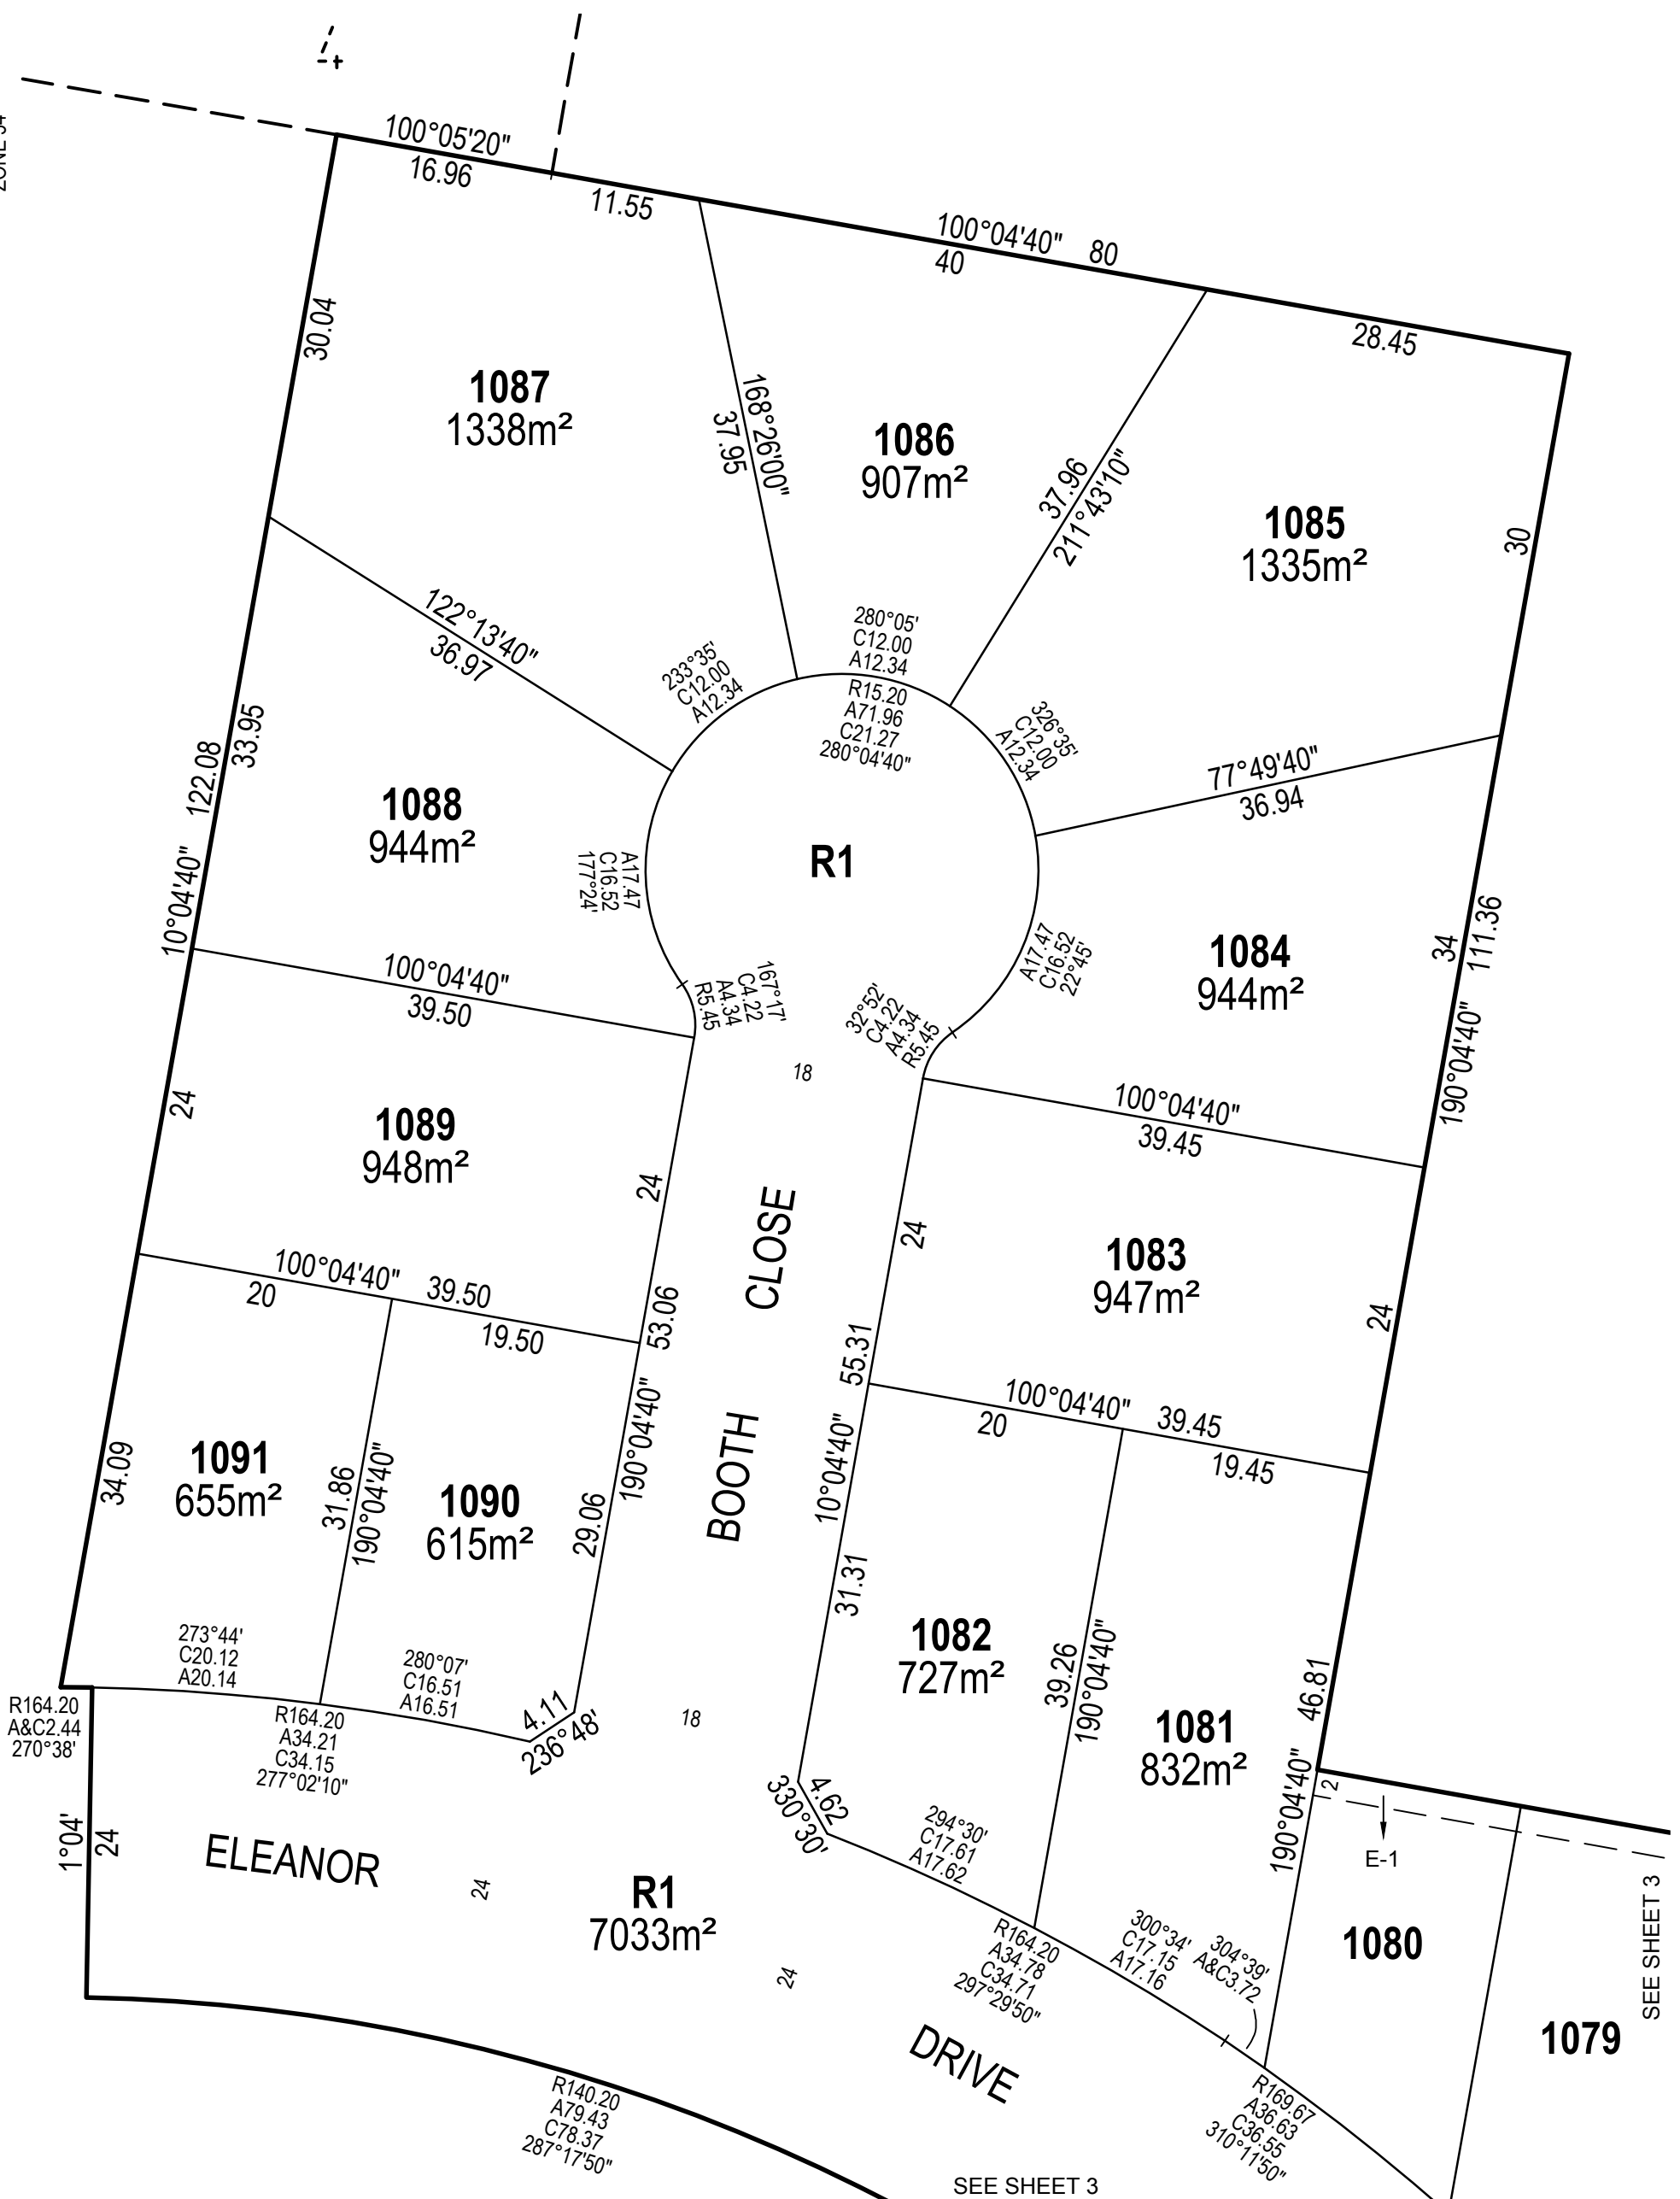 100°05'20"
16.96
11.55
100°04'40" 80
40
28.45
30.04
1087
1338m²
168°26'00"
37.95
1086
907m²
37.96
211°43'10"
1085
1335m²
30
122°13'40"
36.97
233°35'
C12.00
A12.34
280°05'
C12.00
A12.34
R15.20
A71.96
C21.27
280°04'40"
326°35'
C12.00
A12.34
77°49'40"
36.94
33.95
122.08
10°04'40"
1088
944m²
A17.47
C16.52
177°24'
R1
A17.47
C16.52
22°45'
1084
944m²
34
111.36
190°04'40"
100°04'40"
39.50
167°17'
C4.22
A4.34
R5.45
32°52'
C4.22
A4.34
R5.45
18
100°04'40"
39.45
24
1089
948m²
24
CLOSE
24
1083
947m²
24
100°04'40" 39.50
20
19.50
53.06
55.31
100°04'40" 39.45
20
19.45
34.09
1091
655m²
31.86
190°04'40"
1090
615m²
29.06
190°04'40"
BOOTH
10°04'40"
31.31
1082
727m²
39.26
190°04'40"
1081
832m²
46.81
190°04'40"
2
E-1
273°44'
C20.12
A20.14
280°07'
C16.51
A16.51
4.11
236°48'
18
4.62
330°30'
R164.20
A&C2.44
270°38'
R164.20
A34.21
C34.15
277°02'10"
294°30'
C17.61
A17.62
1°04'
24
ELEANOR
24
R1
7033m²
24
R164.20
A34.78
C34.71
297°29'50"
300°34'
C17.15
A17.16
304°39'
A&C3.72
1080
SEE SHEET 3
1079
DRIVE
R140.20
A79.43
C78.37
287°17'50"
R169.67
A36.63
C36.55
310°11'50"
SEE SHEET 3